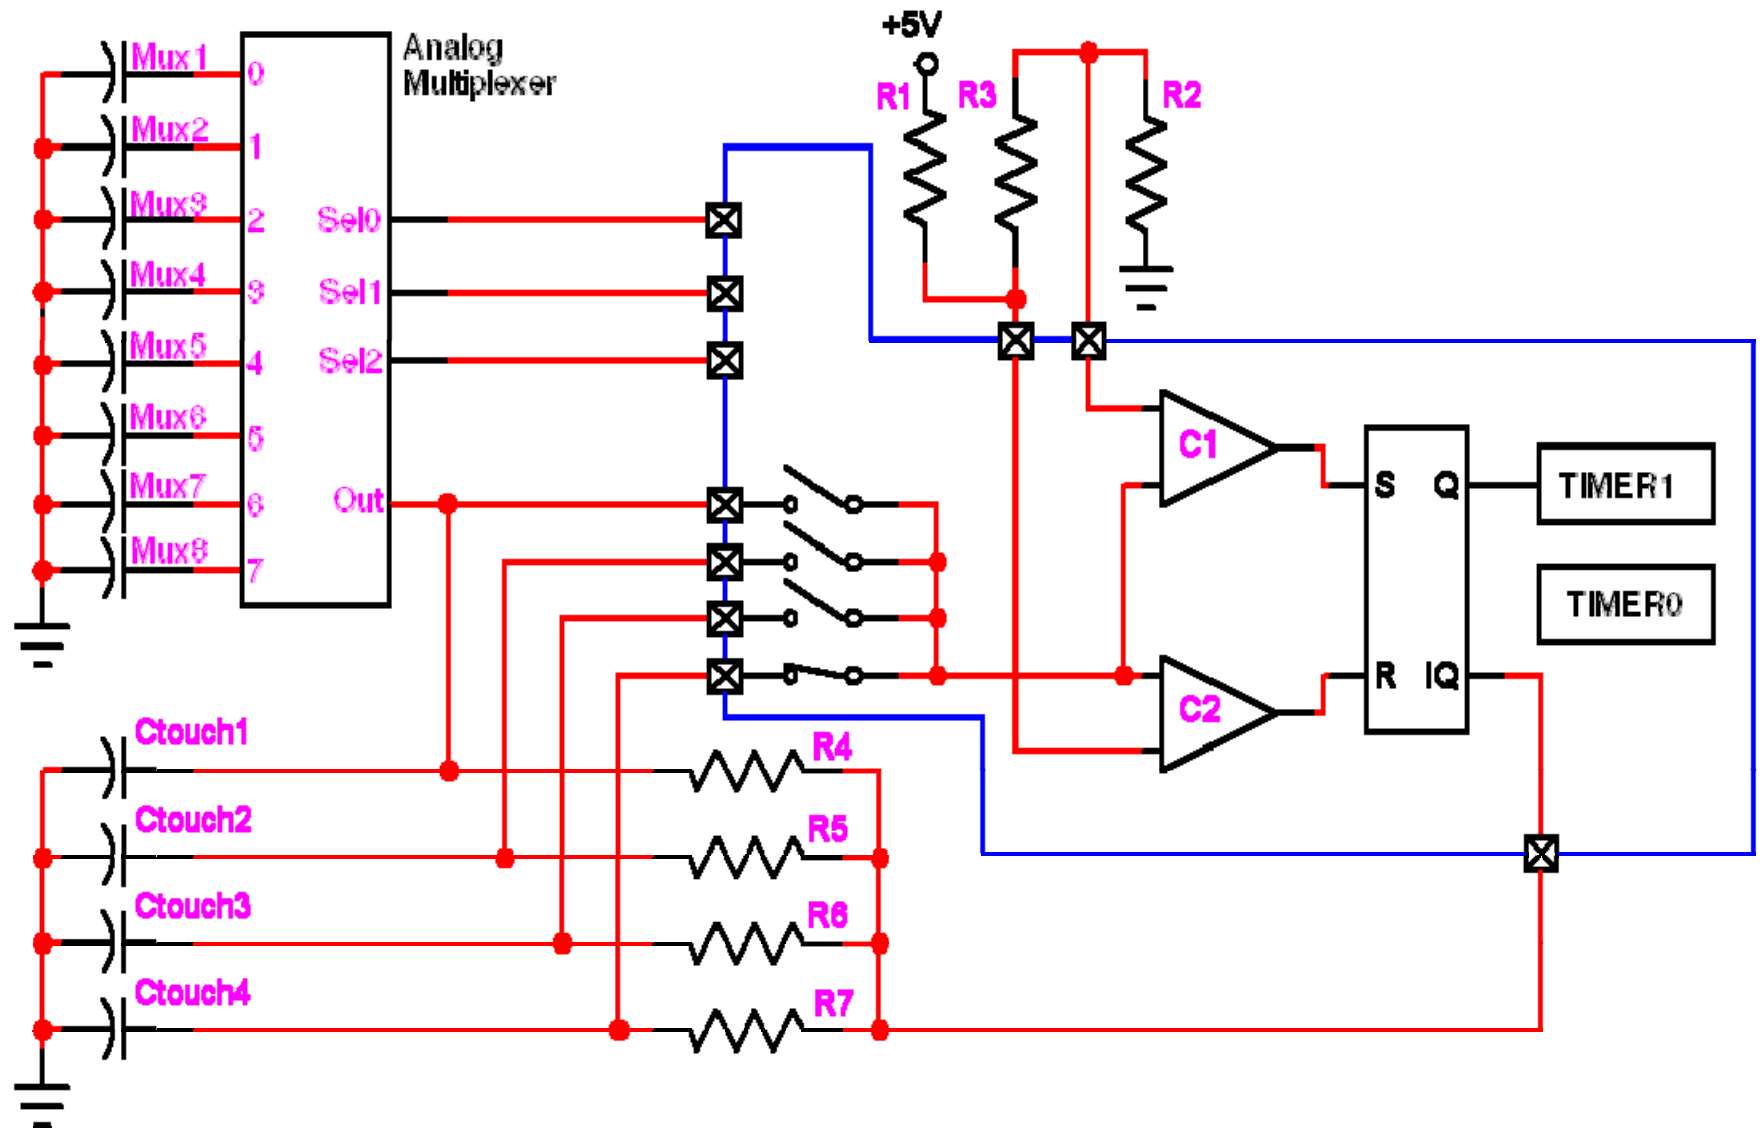 +5V
Analog
Multiplexer
Mux1
0
Mux2
1
Mux3
2
Mux4
3
Mux5
4
Mux6
5
Mux7
6
Mux8
7
Sel0
Sel1
Sel2
Out
R1
R3
R2
C1
C2
S
Q
R
IQ
TIMER1
TIMER0
Ctouch1
R4
Ctouch2
R5
Ctouch3
R6
Ctouch4
R7